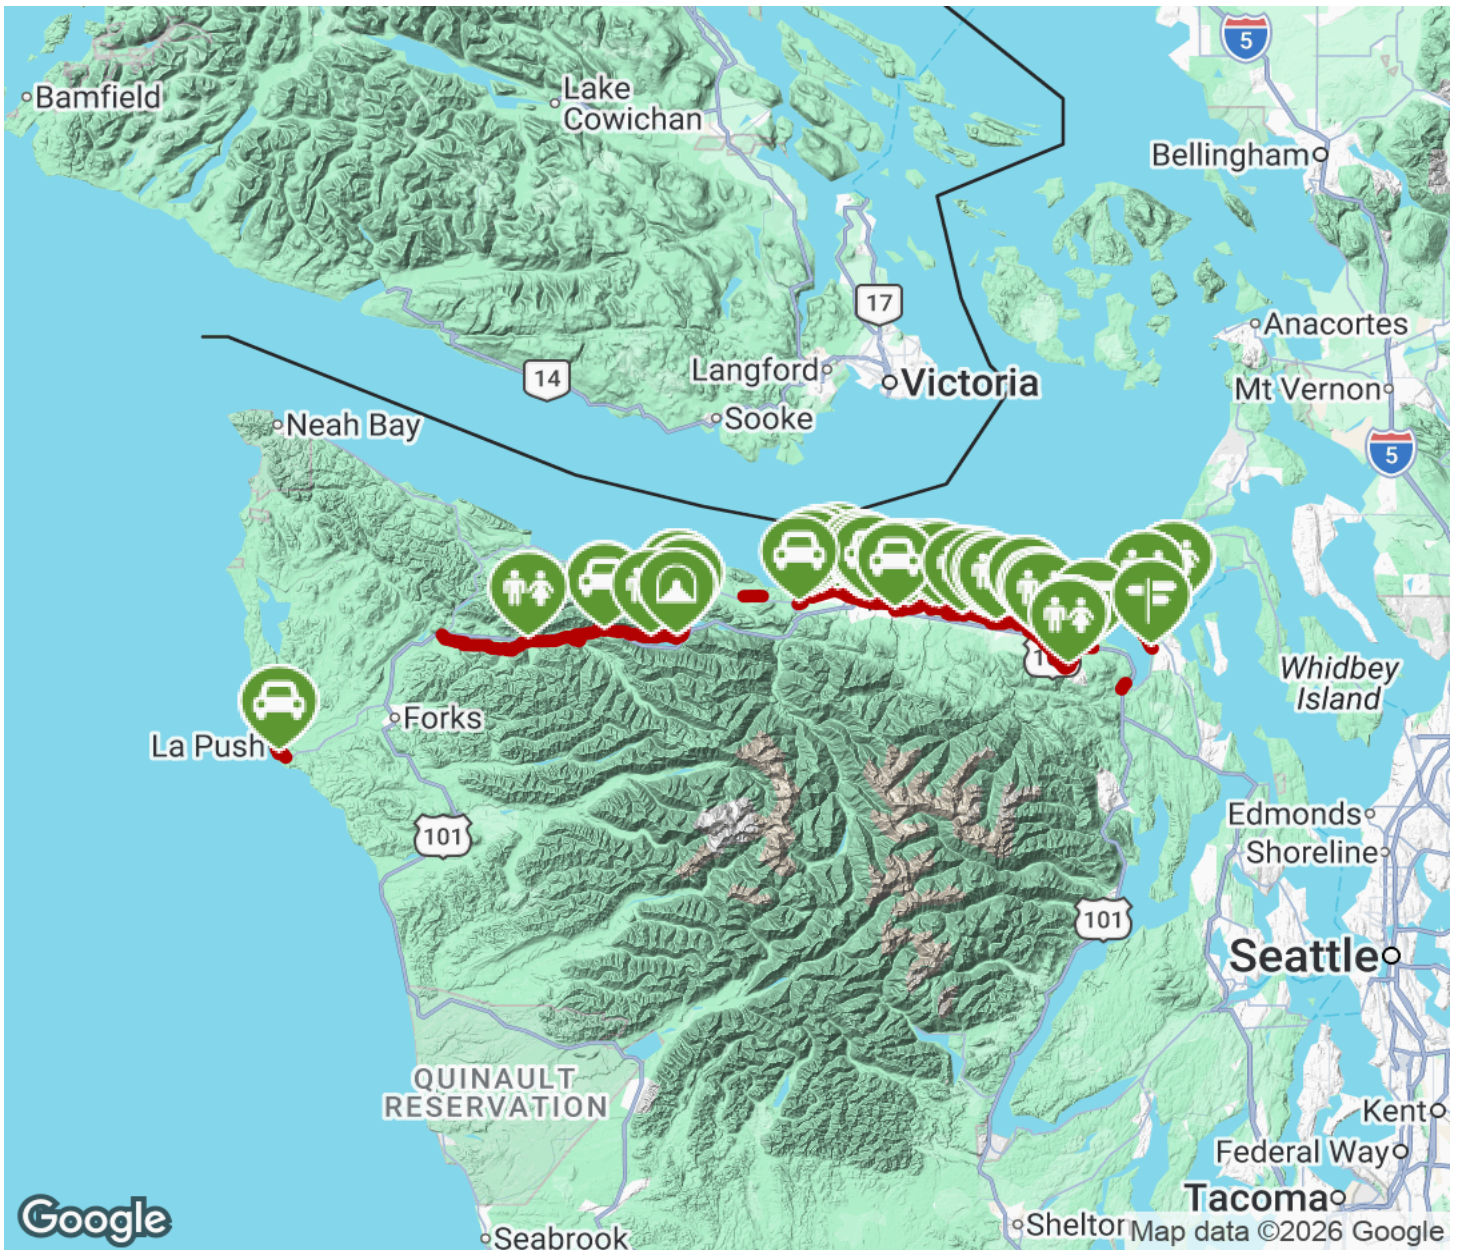 5
Bamfield
Lake
Cowichan
Bellingham
17
Anacortes
14
Langford
Victoria
Mt Vernon
Sooke
Neah Bay
5
Whidbey
Island
La Push
Forks
101
Edmonds
Shoreline
101
Seattle
QUINAULT
RESERVATION
Kent
Federal Way
Tacoma
Google
Seabrook
Shelton
Map data ©2026 Google